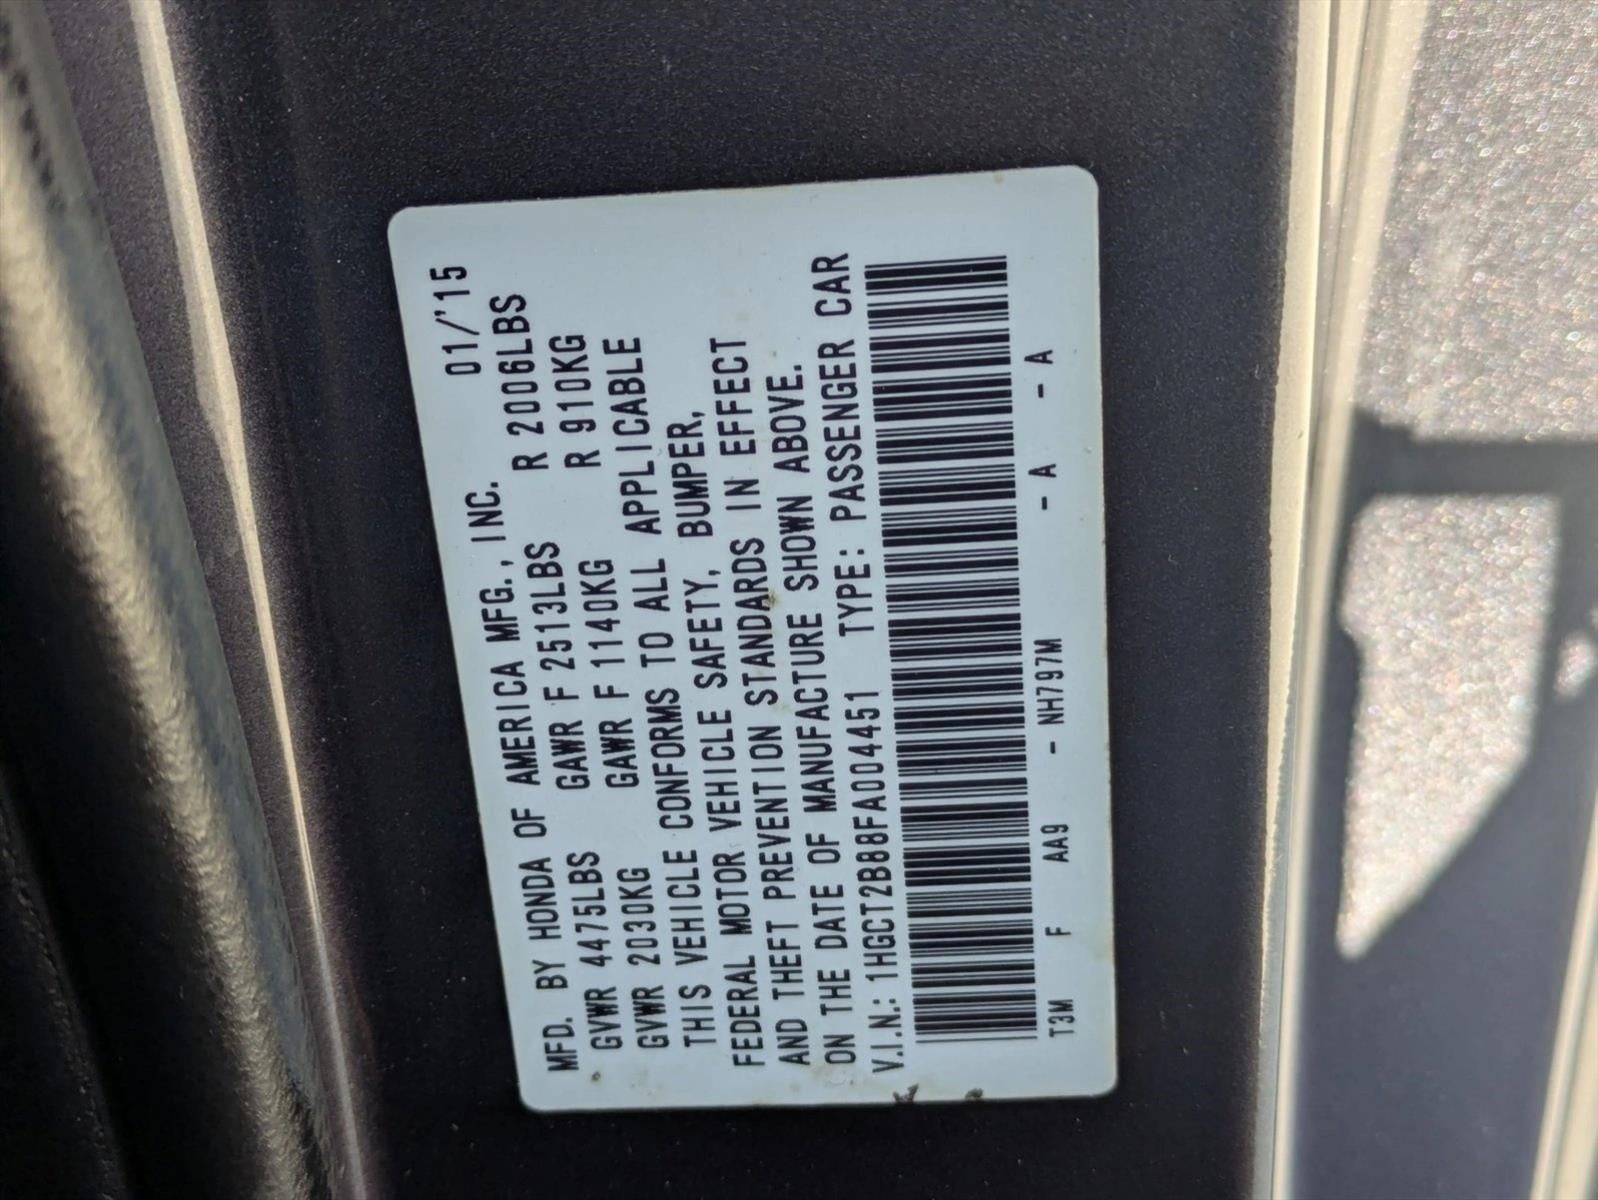 MFD. BY HONDA OF AMERICA MFG., INC. 01/'15
GVWR 4475LBS GAWR F 2513LBS R 2006LBS
GVWR 2030KG GAWR F 1140KG R 910KG
THIS VEHICLE CONFORMS TO ALL APPLICABLE
FEDERAL MOTOR VEHICLE SAFETY, BUMPER,
AND THEFT PREVENTION STANDARDS IN EFFECT
ON THE DATE OF MANUFACTURE SHOWN ABOVE.
V.I.N.: 1HGCT2B88FA004451 TYPE: PASSENGER CAR
T3M F AA9 - NH797M - A - A